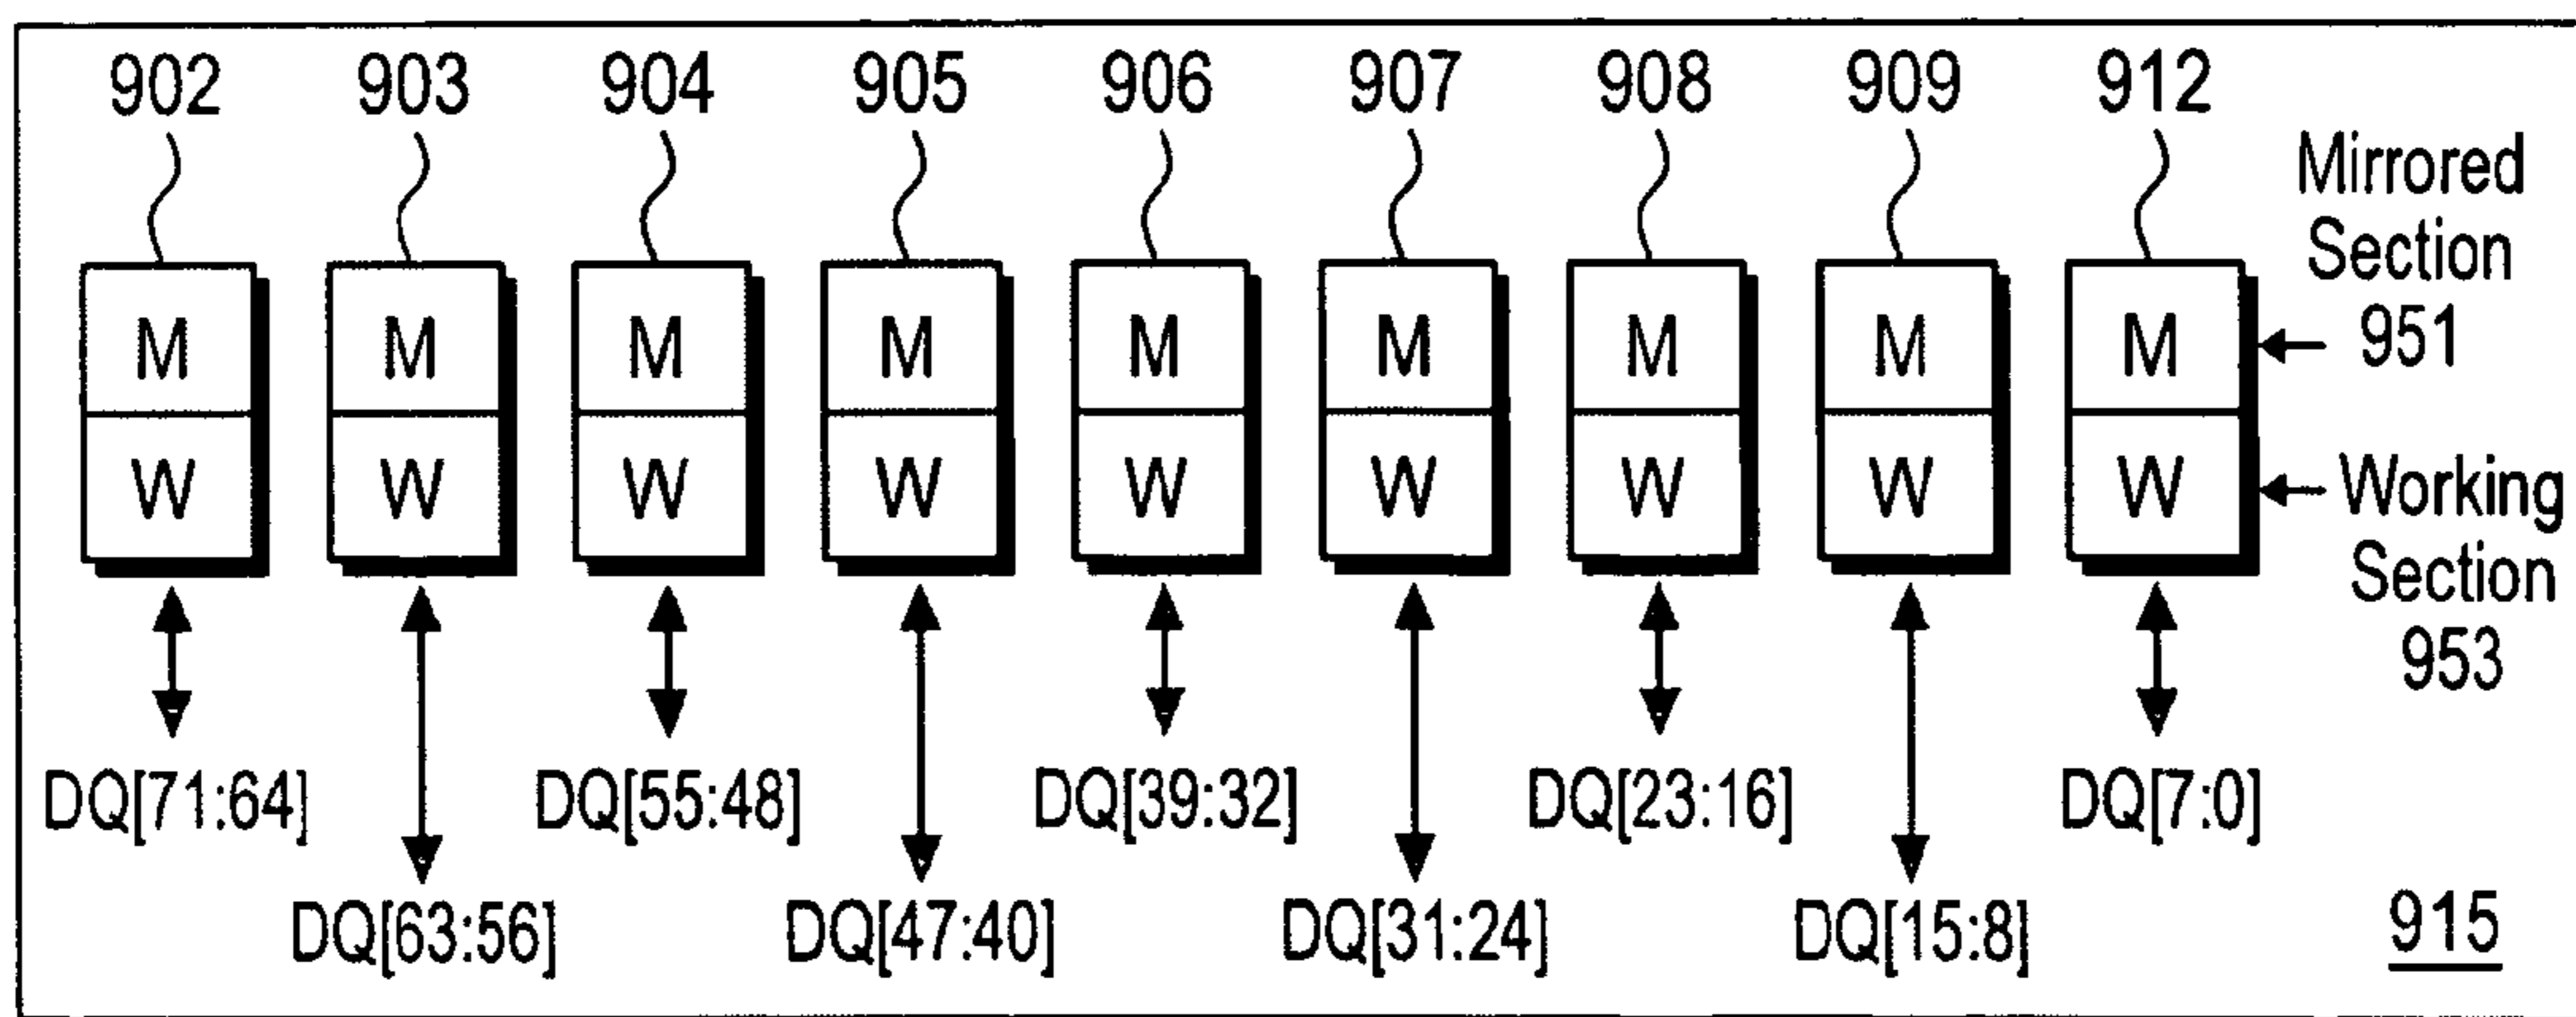 902 903 904 905 906 907 908 909 912
Mirrored
Section
951
M M M M M M M M M
W W W W W W W W W
Working
Section
953
DQ[71:64] DQ[55:48] DQ[39:32] DQ[23:16] DQ[7:0]
DQ[63:56] DQ[47:40] DQ[31:24] DQ[15:8]
915